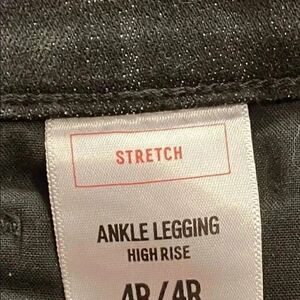 STRETCH
ANKLE LEGGING
HIGH RISE
4R/4R